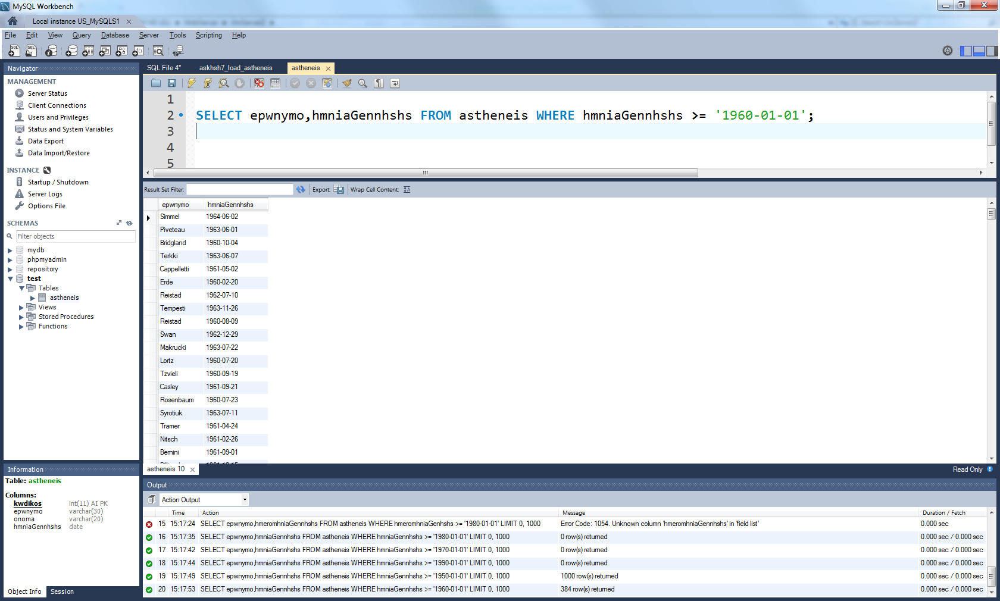 MySQL Workbench
Local instance US_MySQLS1
File Edit View Query Database Server Tools Scripting Help
Navigator
MANAGEMENT
Server Status
Client Connections
Users and Privileges
Status and System Variables
Data Export
Data Import/Restore
INSTANCE
Startup / Shutdown
Server Logs
Options File
SCHEMAS
Filter objects
mydb
phpmyadmin
repository
test
Tables
astheneis
Views
Stored Procedures
Functions
Information
Table: astheneis
Columns:
kwdikos int(11) AI PK
epwnymo varchar(30)
onoma varchar(20)
hmniaGennhshs date
Object Info Session
SQL File 4* askhsh7_load_astheneis astheneis
1
2 SELECT epwnymo,hmniaGennhshs FROM astheneis WHERE hmniaGennhshs >= '1960-01-01';
3
4
5
Result Set Filter: Export: Wrap Cell Content:
epwnymo hmniaGennhshs
Simmel 1964-06-02
Piveteau 1963-06-01
Bridgland 1960-10-04
Terkki 1963-06-07
Cappelletti 1961-05-02
Erde 1960-02-20
Reistad 1962-07-10
Tempesti 1963-11-26
Reistad 1960-08-09
Swan 1962-12-29
Makrucki 1963-07-22
Lortz 1960-07-20
Tzvieli 1960-09-19
Casley 1961-09-21
Rosenbaum 1960-07-23
Syrotiuk 1963-07-11
Tramer 1961-04-24
Nitsch 1961-02-26
Bernini 1961-09-01
astheneis 10 Read Only
Output
Action Output
Time Action Message Duration / Fetch
15 15:17:24 SELECT epwnymo,hmeromhniaGennhshs FROM astheneis WHERE hmeromhniaGenhshs >= '1980-01-01' LIMIT 0, 1000 Error Code: 1054. Unknown column 'hmeromhniaGennhshs' in 'field list' 0.000 sec
16 15:17:35 SELECT epwnymo,hmniaGennhshs FROM astheneis WHERE hmniaGennhshs >= '1980-01-01' LIMIT 0, 1000 0 row(s) returned 0.000 sec / 0.000 sec
17 15:17:42 SELECT epwnymo,hmniaGennhshs FROM astheneis WHERE hmniaGennhshs >= '1970-01-01' LIMIT 0, 1000 0 row(s) returned 0.000 sec / 0.000 sec
18 15:17:44 SELECT epwnymo,hmniaGennhshs FROM astheneis WHERE hmniaGennhshs >= '1990-01-01' LIMIT 0, 1000 0 row(s) returned 0.000 sec / 0.000 sec
19 15:17:49 SELECT epwnymo,hmniaGennhshs FROM astheneis WHERE hmniaGennhshs >= '1950-01-01' LIMIT 0, 1000 1000 row(s) returned 0.000 sec / 0.000 sec
20 15:17:53 SELECT epwnymo,hmniaGennhshs FROM astheneis WHERE hmniaGennhshs >= '1960-01-01' LIMIT 0, 1000 384 row(s) returned 0.000 sec / 0.000 sec